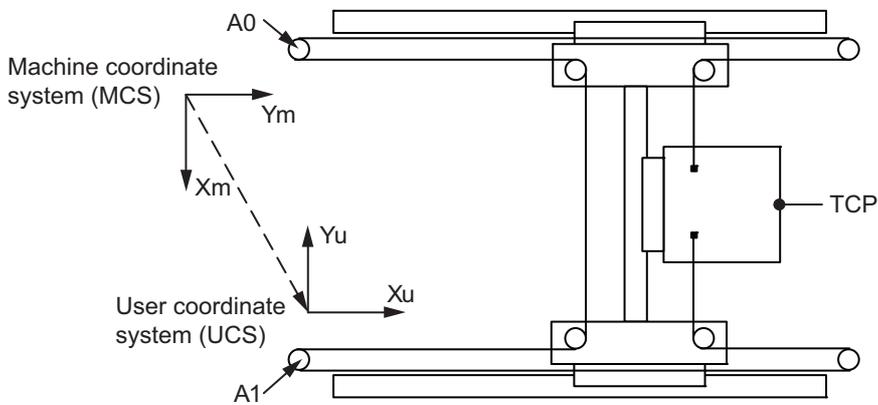 A0
Machine coordinate
system (MCS)
Ym
Xm
TCP
Yu
Xu
User coordinate
system (UCS)
A1